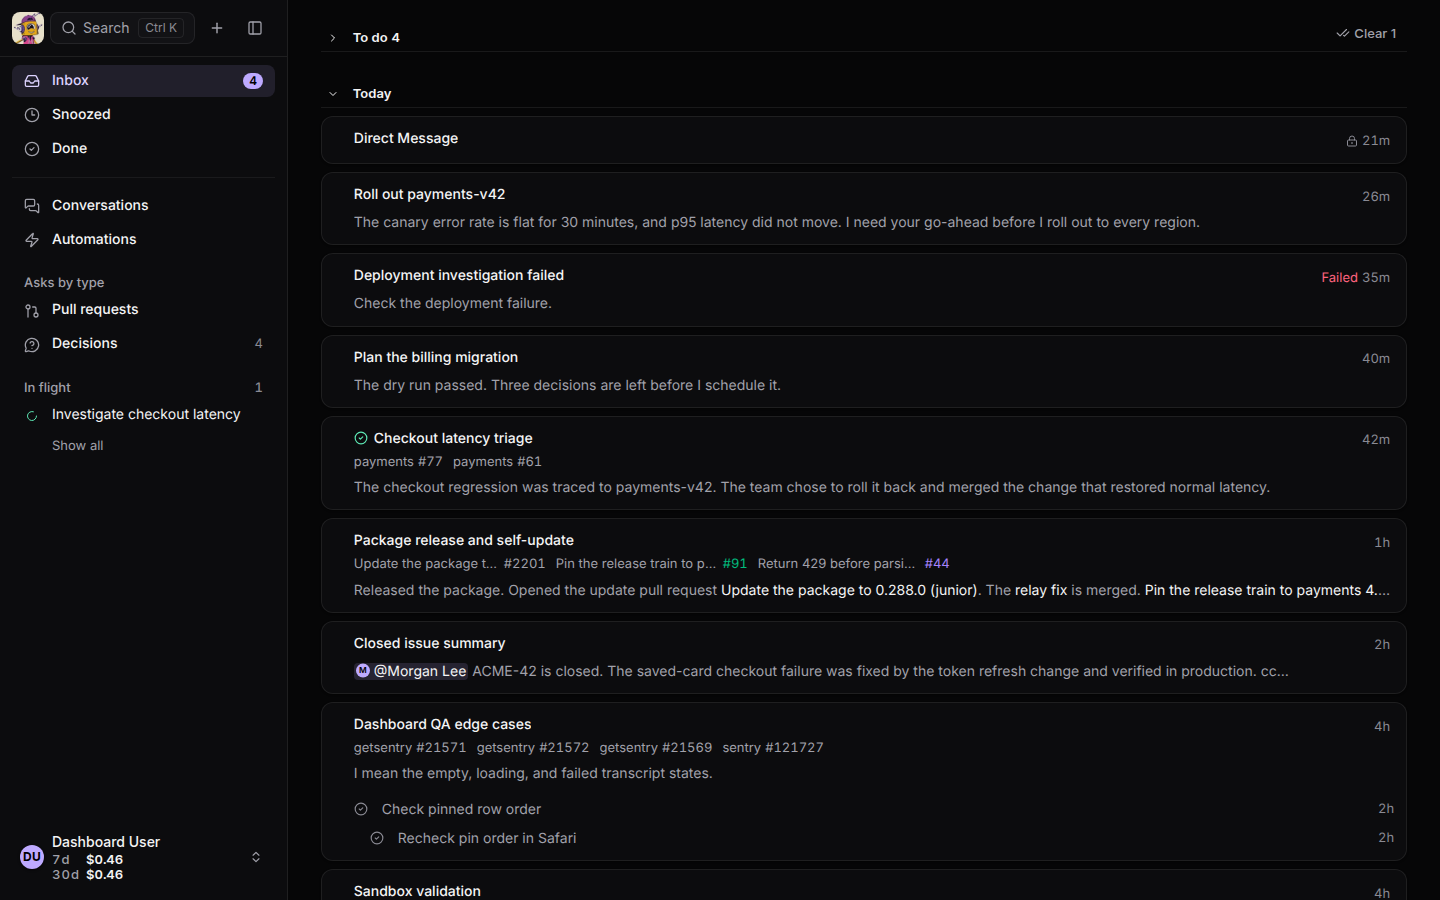 Search Ctrl K
Inbox 4
Snoozed
Done
Conversations
Automations
Asks by type
Pull requests
Decisions 4
In flight 1
Investigate checkout latency
Show all
DU Dashboard User
7d $0.46
30d $0.46
To do 4 Clear 1
Today
Direct Message 21m
Roll out payments-v42 26m
The canary error rate is flat for 30 minutes, and p95 latency did not move. I need your go-ahead before I roll out to every region.
Deployment investigation failed Failed 35m
Check the deployment failure.
Plan the billing migration 40m
The dry run passed. Three decisions are left before I schedule it.
Checkout latency triage 42m
payments #77 payments #61
The checkout regression was traced to payments-v42. The team chose to roll it back and merged the change that restored normal latency.
Package release and self-update 1h
Update the package t... #2201 Pin the release train to p... #91 Return 429 before parsi... #44
Released the package. Opened the update pull request Update the package to 0.288.0 (junior). The relay fix is merged. Pin the release train to payments 4....
Closed issue summary 2h
M @Morgan Lee ACME-42 is closed. The saved-card checkout failure was fixed by the token refresh change and verified in production. cc...
Dashboard QA edge cases 4h
getsentry #21571 getsentry #21572 getsentry #21569 sentry #121727
I mean the empty, loading, and failed transcript states.
Check pinned row order 2h
Recheck pin order in Safari 2h
Sandbox validation 4h